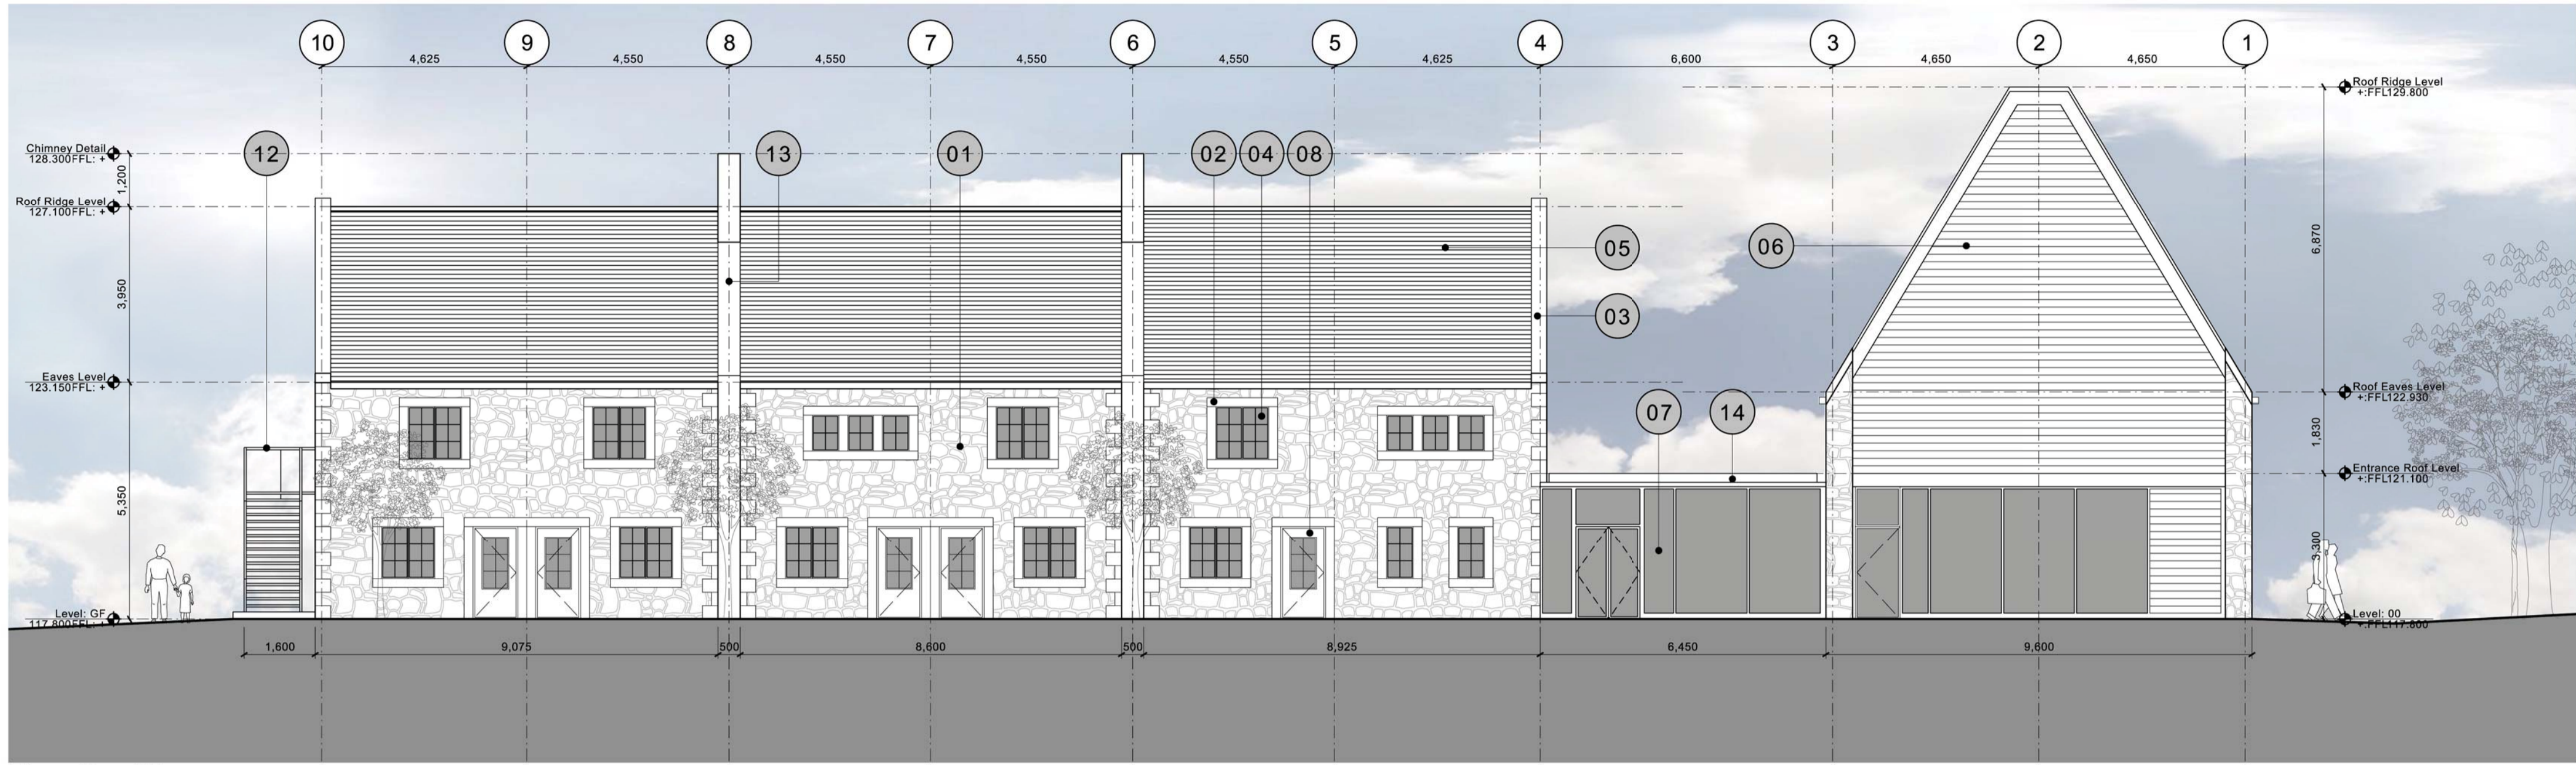 10
9
8
7
6
5
4
3
2
1
4,625
4,550
4,550
4,550
4,550
4,625
6,600
4,650
4,650
Roof Ridge Level
+:FFL129.800
Chimney Detail
128.300FFL: +
12
13
01
02
04
08
1,200
Roof Ridge Level
127.100FFL: +
05
06
6,870
3,950
03
Eaves Level
123.150FFL: +
Roof Eaves Level
+:FFL122.930
07
14
1,830
Entrance Roof Level
+:FFL121.100
5,350
3,300
Level: GF
117.800FFL: +
Level: 00
+:FFL117.800
1,600
9,075
500
8,600
500
8,925
6,450
9,600